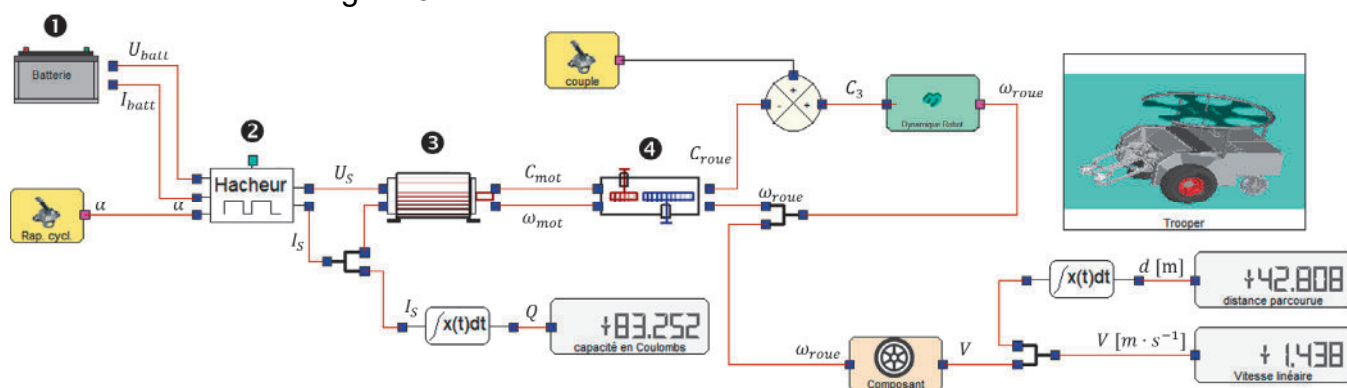 ❶
Batterie
U_batt
I_batt
❷
Hacheur
α
α
Rap. cycl.
U_S
I_S
❸
C_mot
ω_mot
❹
C_roue
ω_roue
couple
+
-
+
+
C_3
Dynamique Robot
ω_roue
Trooper
I_S
∫x(t)dt
Q
+83.252
capacité en Coulombs
ω_roue
Composant
V
∫x(t)dt
d [m]
+42.808
distance parcourue
V [m · s⁻¹]
+1.438
Vitesse linéaire